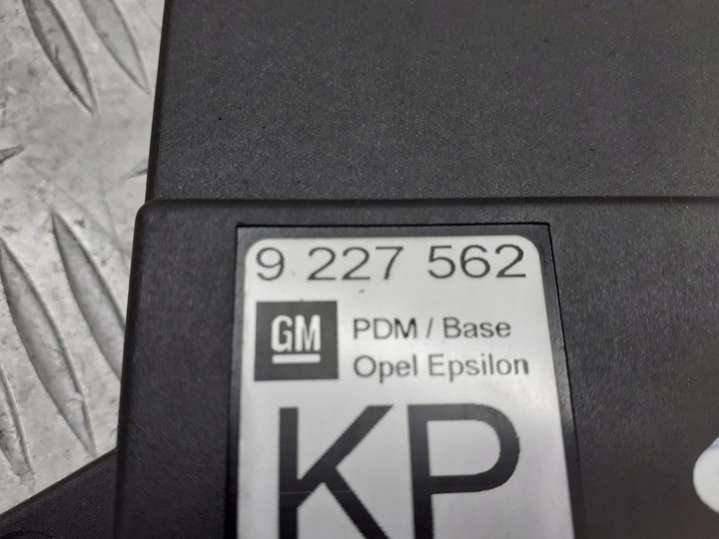 9 227 562
GM
PDM / Base
Opel Epsilon
KP